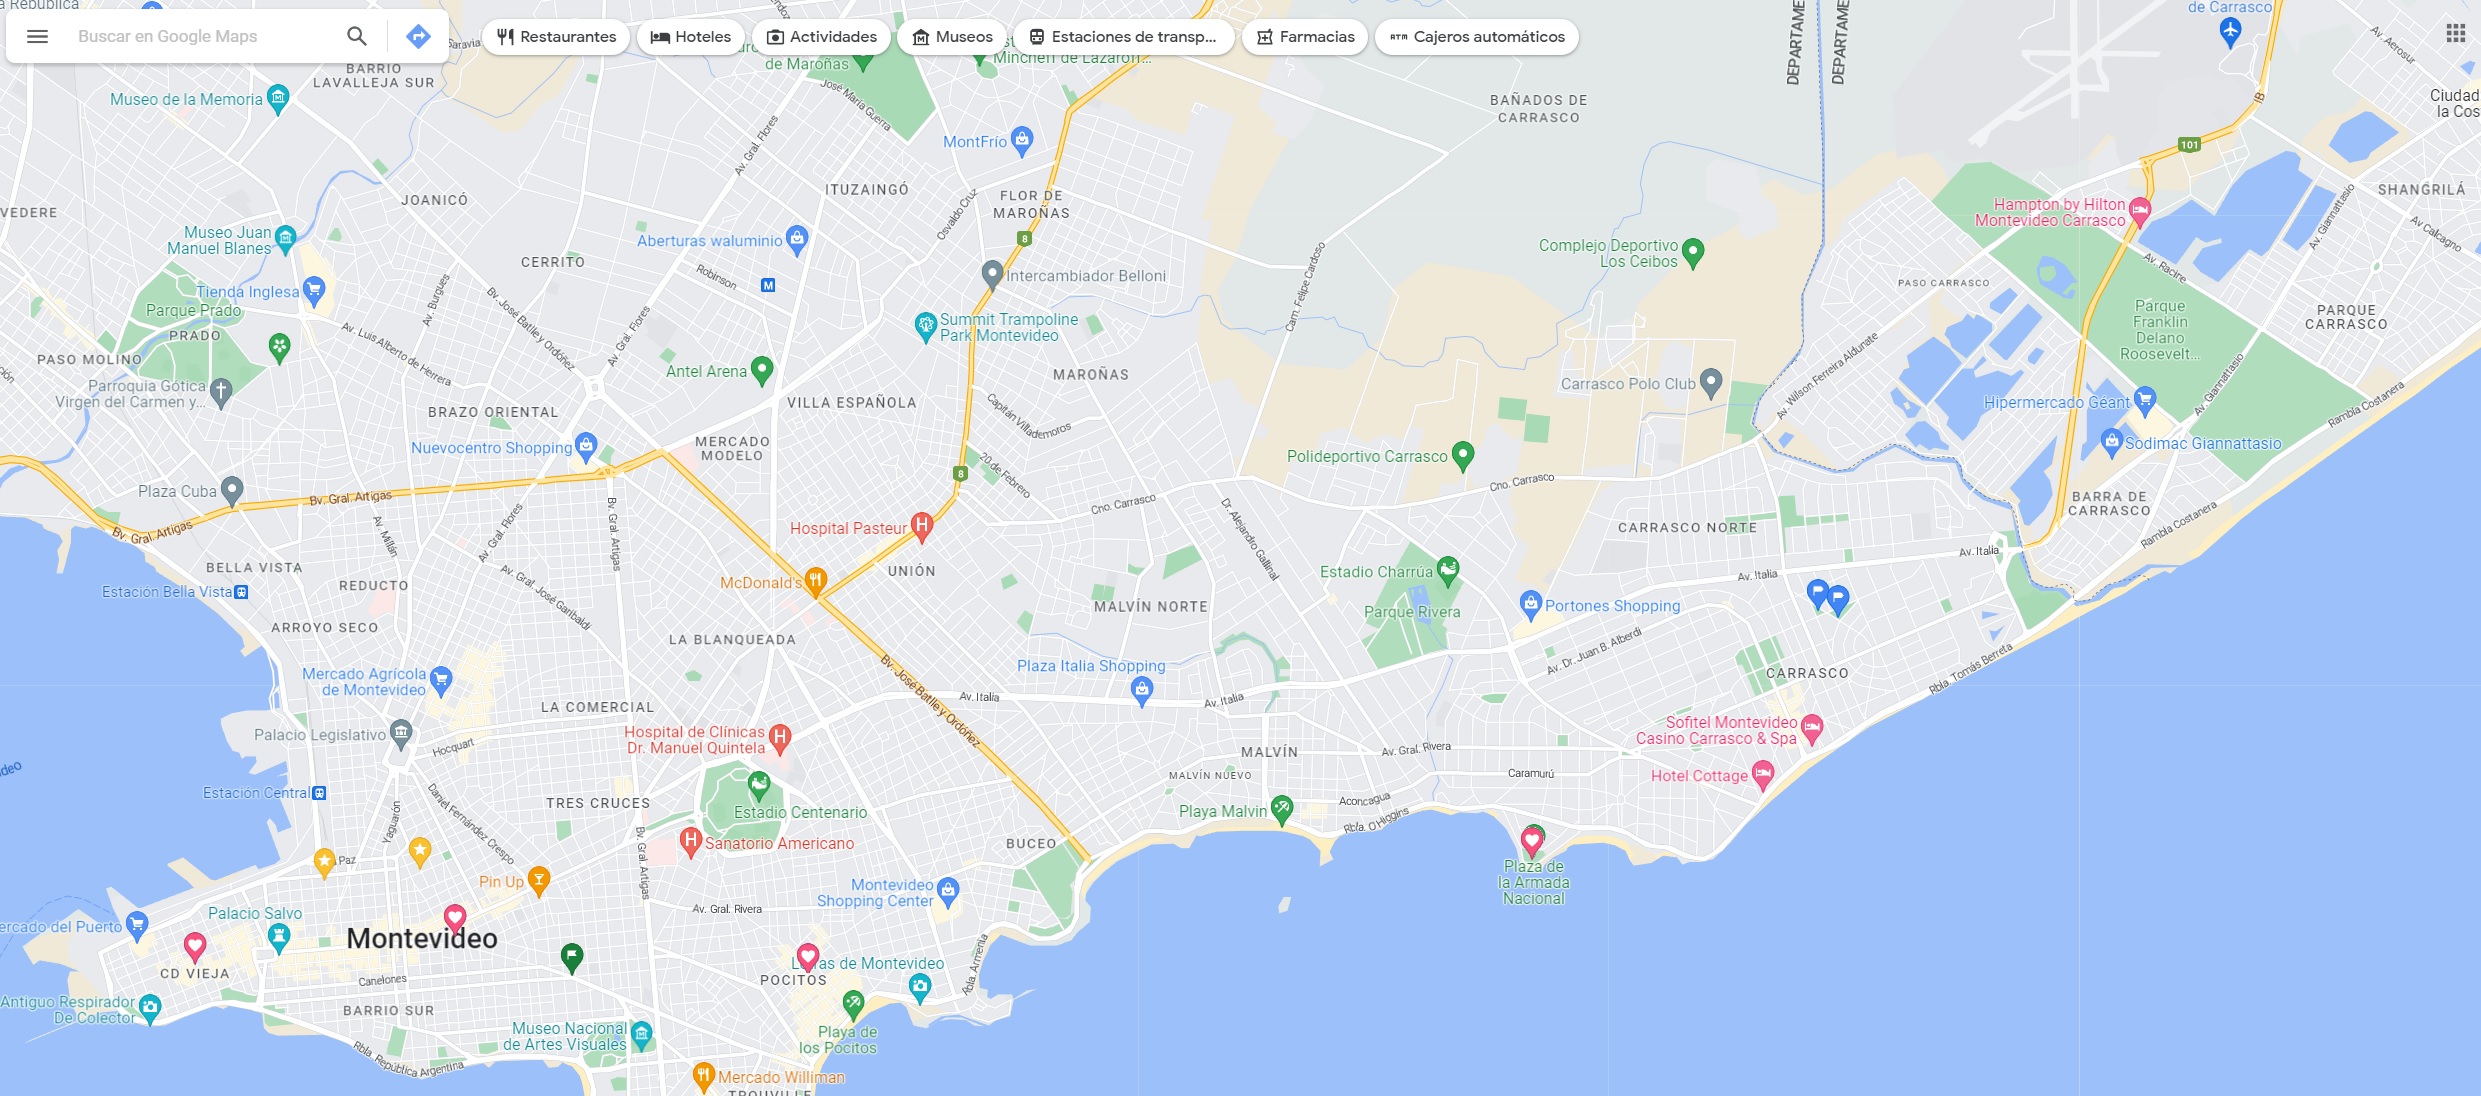 a República
Buscar en Google Maps
Restaurantes
Hoteles
Actividades
Museos
Estaciones de transp...
Farmacias
Cajeros automáticos
de Carrasco
DEPARTAME
DEPARTAME
Av. Aerosur
Saravia
BARRIO
LAVALLEJA SUR
de Maroñas
Minchen de Lazaroff...
José María Guerra
Museo de la Memoria
BAÑADOS DE
CARRASCO
Ciudad
la Cos
IB
101
MontFrío
Av. Gral. Flores
JOANICÓ
ITUZAINGÓ
FLOR DE
MAROÑAS
Osvaldo Cruz
VEDERE
SHANGRILÁ
Hampton by Hilton
Montevideo Carrasco
Av. Giannattasio
Av Calcagno
Museo Juan
Manuel Blanes
Aberturas waluminio
8
Complejo Deportivo
Los Ceibos
CERRITO
Robinson
M
Intercambiador Belloni
Cam. Felipe Cardoso
Av. Racine
PASO CARRASCO
Tienda Inglesa
Av. Burgues
Bv. José Batlle y Ordóñez
Parque Prado
PRADO
Av. Luis Alberto de Herrera
Av. Gral. Flores
Summit Trampoline
Park Montevideo
Parque
Franklin
Delano
Roosevelt...
PARQUE
CARRASCO
PASO MOLINO
Parroquia Gótica
Virgen del Carmen y...
Antel Arena
MAROÑAS
Carrasco Polo Club
Av. Wilson Ferreira Aldunate
Av. Giannattasio
Rambla Costanera
BRAZO ORIENTAL
VILLA ESPAÑOLA
Capitán Villademoros
Hipermercado Géant
Nuevocentro Shopping
MERCADO
MODELO
Polideportivo Carrasco
Sodimac Giannattasio
Plaza Cuba
Bv. Gral. Artigas
8
20 de Febrero
Cno. Carrasco
Cno. Carrasco
BARRA DE
CARRASCO
Bv. Gral. Artigas
Av. Millán
Av. Gral. Flores
Bv. Gral. Artigas
Hospital Pasteur
Dr. Alejandro Gallinal
CARRASCO NORTE
Rambla Costanera
BELLA VISTA
REDUCTO
Av. Gral. José Garibaldi
McDonald's
UNIÓN
Estadio Charrúa
Av. Italia
Av. Italia
Estación Bella Vista
MALVÍN NORTE
Parque Rivera
Portones Shopping
ARROYO SECO
LA BLANQUEADA
Av. Dr. Juan B. Alberdi
Mercado Agrícola
de Montevideo
Bv. José Batlle y Ordóñez
Plaza Italia Shopping
CARRASCO
Rbla. Tomás Berreta
LA COMERCIAL
Av. Italia
Av. Italia
Palacio Legislativo
Hocquart
Hospital de Clínicas
Dr. Manuel Quintela
MALVÍN
Av. Gral. Rivera
Sofitel Montevideo
Casino Carrasco & Spa
deo
MALVÍN NUEVO
Caramurú
Hotel Cottage
Estación Central
Daniel Fernández Crespo
Yaguarón
TRES CRUCES
Estadio Centenario
Playa Malvin
Aconcagua
Rbla. O'Higgins
Bv. Gral. Artigas
Sanatorio Americano
BUCEO
Paz
Plaza de
la Armada
Nacional
Pin Up
Montevideo
Shopping Center
Av. Gral. Rivera
Palacio Salvo
ercado del Puerto
Montevideo
CD VIEJA
Canelones
POCITOS
Letras de Montevideo
Rbla. Armenia
Antiguo Respirador
De Colector
BARRIO SUR
Museo Nacional
de Artes Visuales
Playa de
los Pocitos
Rbla. República Argentina
Mercado Williman
TROUVILLE